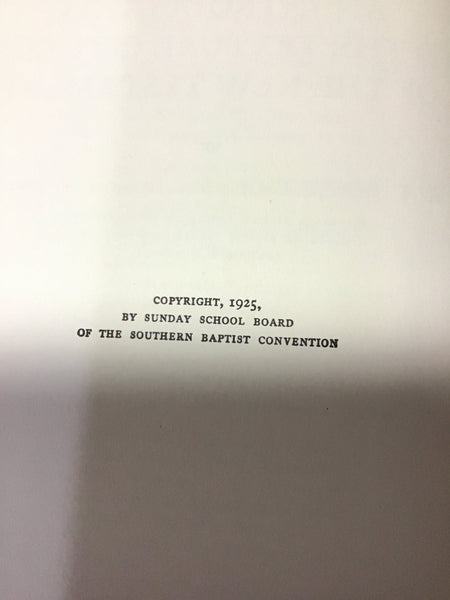 COPYRIGHT, 1925,
BY SUNDAY SCHOOL BOARD
OF THE SOUTHERN BAPTIST CONVENTION